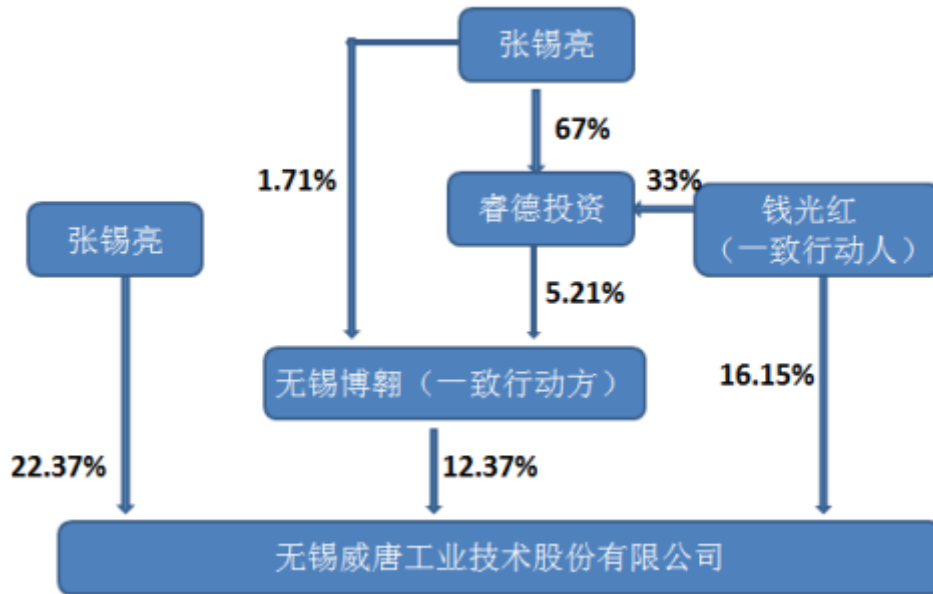 张锡亮
67%
1.71%
33%
睿德投资
钱光红
（一致行动人）
张锡亮
5.21%
无锡博翱（一致行动方）
16.15%
22.37%
12.37%
无锡威唐工业技术股份有限公司